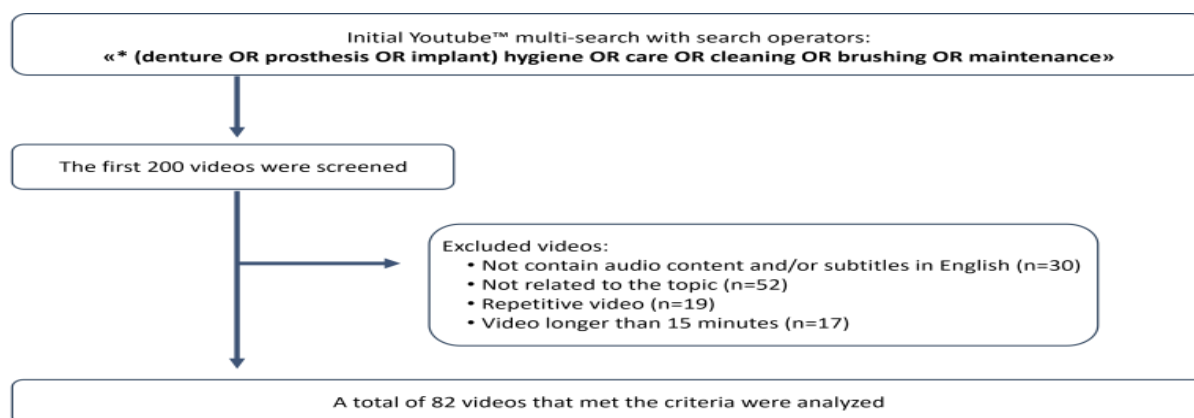 Initial Youtube™ multi-search with search operators:
«* (denture OR prosthesis OR implant) hygiene OR care OR cleaning OR brushing OR maintenance»
The first 200 videos were screened
Excluded videos:
• Not contain audio content and/or subtitles in English (n=30)
• Not related to the topic (n=52)
• Repetitive video (n=19)
• Video longer than 15 minutes (n=17)
A total of 82 videos that met the criteria were analyzed